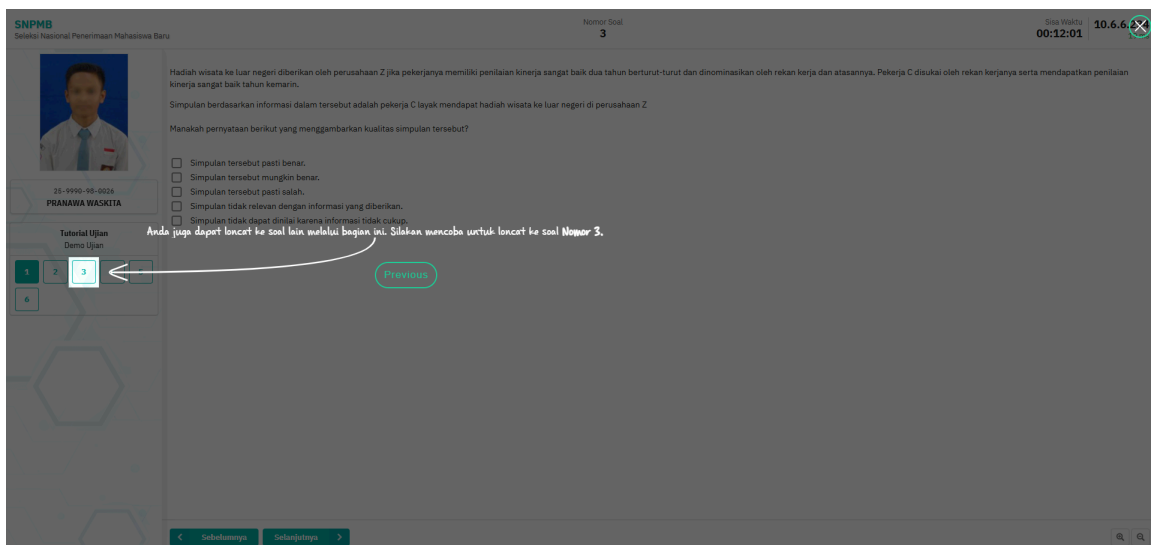 SNPMB
Seleksi Nasional Penerimaan Mahasiswa Baru
Nomor Soal
3
Sisa Waktu
00:12:01
10.6.6.
Hadiah wisata ke luar negeri diberikan oleh perusahaan Z jika pekerjanya memiliki penilaian kinerja sangat baik dua tahun berturut-turut dan dinominasikan oleh rekan kerja dan atasannya. Pekerja C disukai oleh rekan kerjanya serta mendapatkan penilaian
kinerja sangat baik tahun kemarin.
Simpulan berdasarkan informasi dalam tersebut adalah pekerja C layak mendapat hadiah wisata ke luar negeri di perusahaan Z
Manakah pernyataan berikut yang menggambarkan kualitas simpulan tersebut?
Simpulan tersebut pasti benar.
Simpulan tersebut mungkin benar.
Simpulan tersebut pasti salah.
Simpulan tidak relevan dengan informasi yang diberikan.
Simpulan tidak dapat dinilai karena informasi tidak cukup.
25-9990-95-0026
PRANAWA WASKITA
Tutorial Ujian
Demo Ujian
Anda juga dapat loncat ke soal lain melalui bagian ini. Silakan mencoba untuk loncat ke soal Nomor 3.
1 2 3
6
Previous
Sebelumnya
Selanjutnya